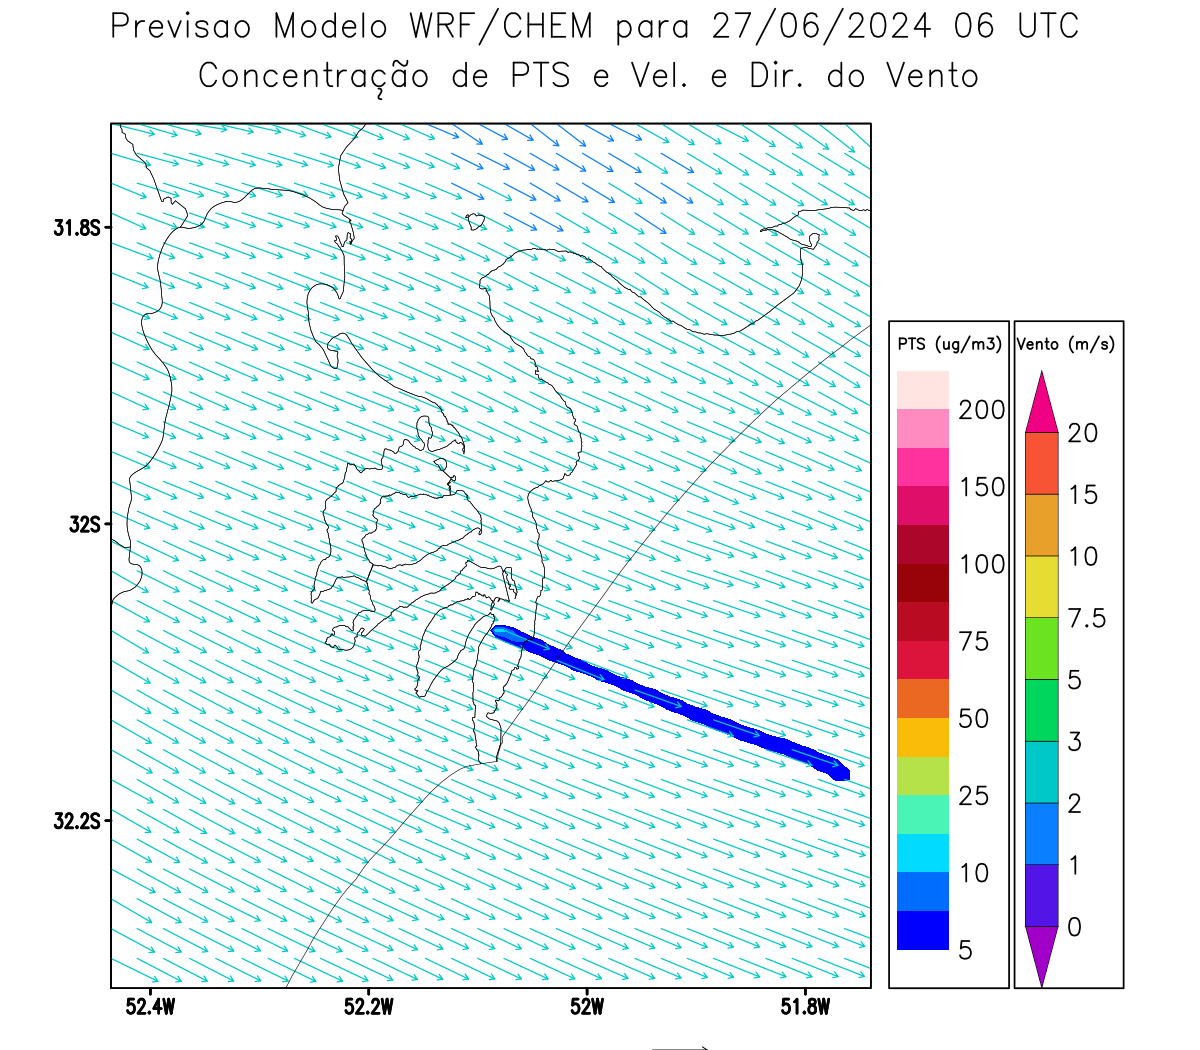 Previsao Modelo WRF/CHEM para 27/06/2024 06 UTC
Concentração de PTS e Vel. e Dir. do Vento
31.8S
32S
32.2S
52.4W
52.2W
52W
51.8W
PTS (ug/m3)
200
150
100
75
50
25
10
5
Vento (m/s)
20
15
10
7.5
5
3
2
1
0